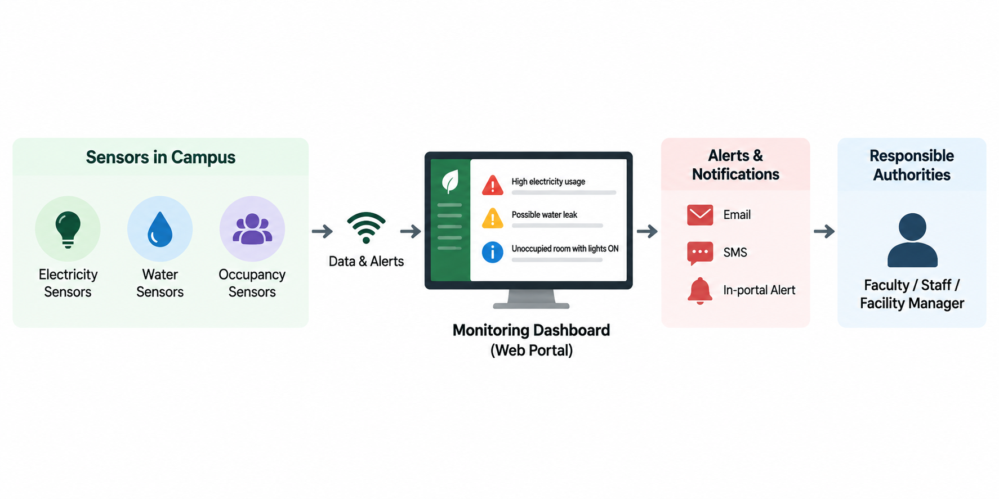 Sensors in Campus
Electricity
Sensors
Water
Sensors
Occupancy
Sensors
Data & Alerts
High electricity usage
Possible water leak
Unoccupied room with lights ON
Monitoring Dashboard
(Web Portal)
Alerts &
Notifications
Email
SMS
In-portal Alert
Responsible
Authorities
Faculty / Staff /
Facility Manager